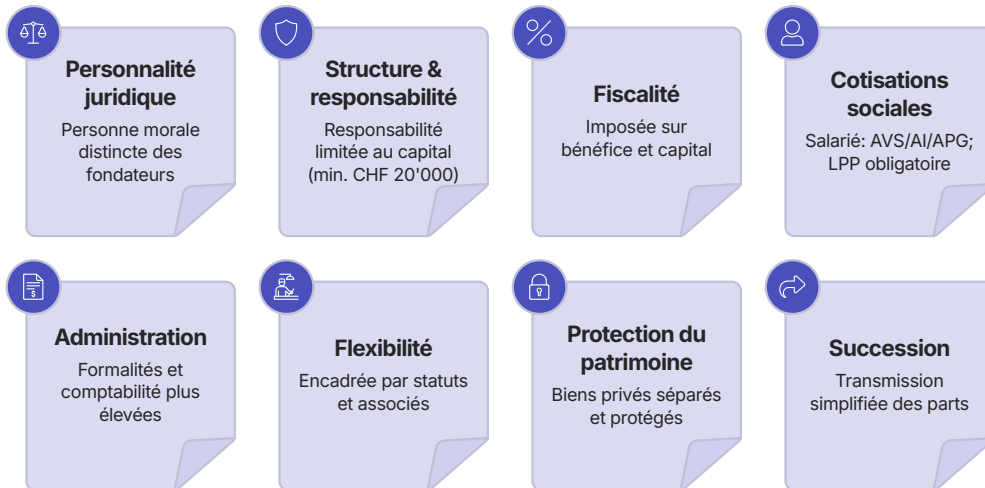 Personnalité
juridique
Personne morale
distincte des
fondateurs
Structure &
responsabilité
Responsabilité
limitée au capital
(min. CHF 20'000)
Fiscalité
Imposée sur
bénéfice et capital
Cotisations
sociales
Salarié: AVS/AI/APG;
LPP obligatoire
Administration
Formalités et
comptabilité plus
élevées
Flexibilité
Encadrée par statuts
et associés
Protection du
patrimoine
Biens privés séparés
et protégés
Succession
Transmission
simplifiée des parts